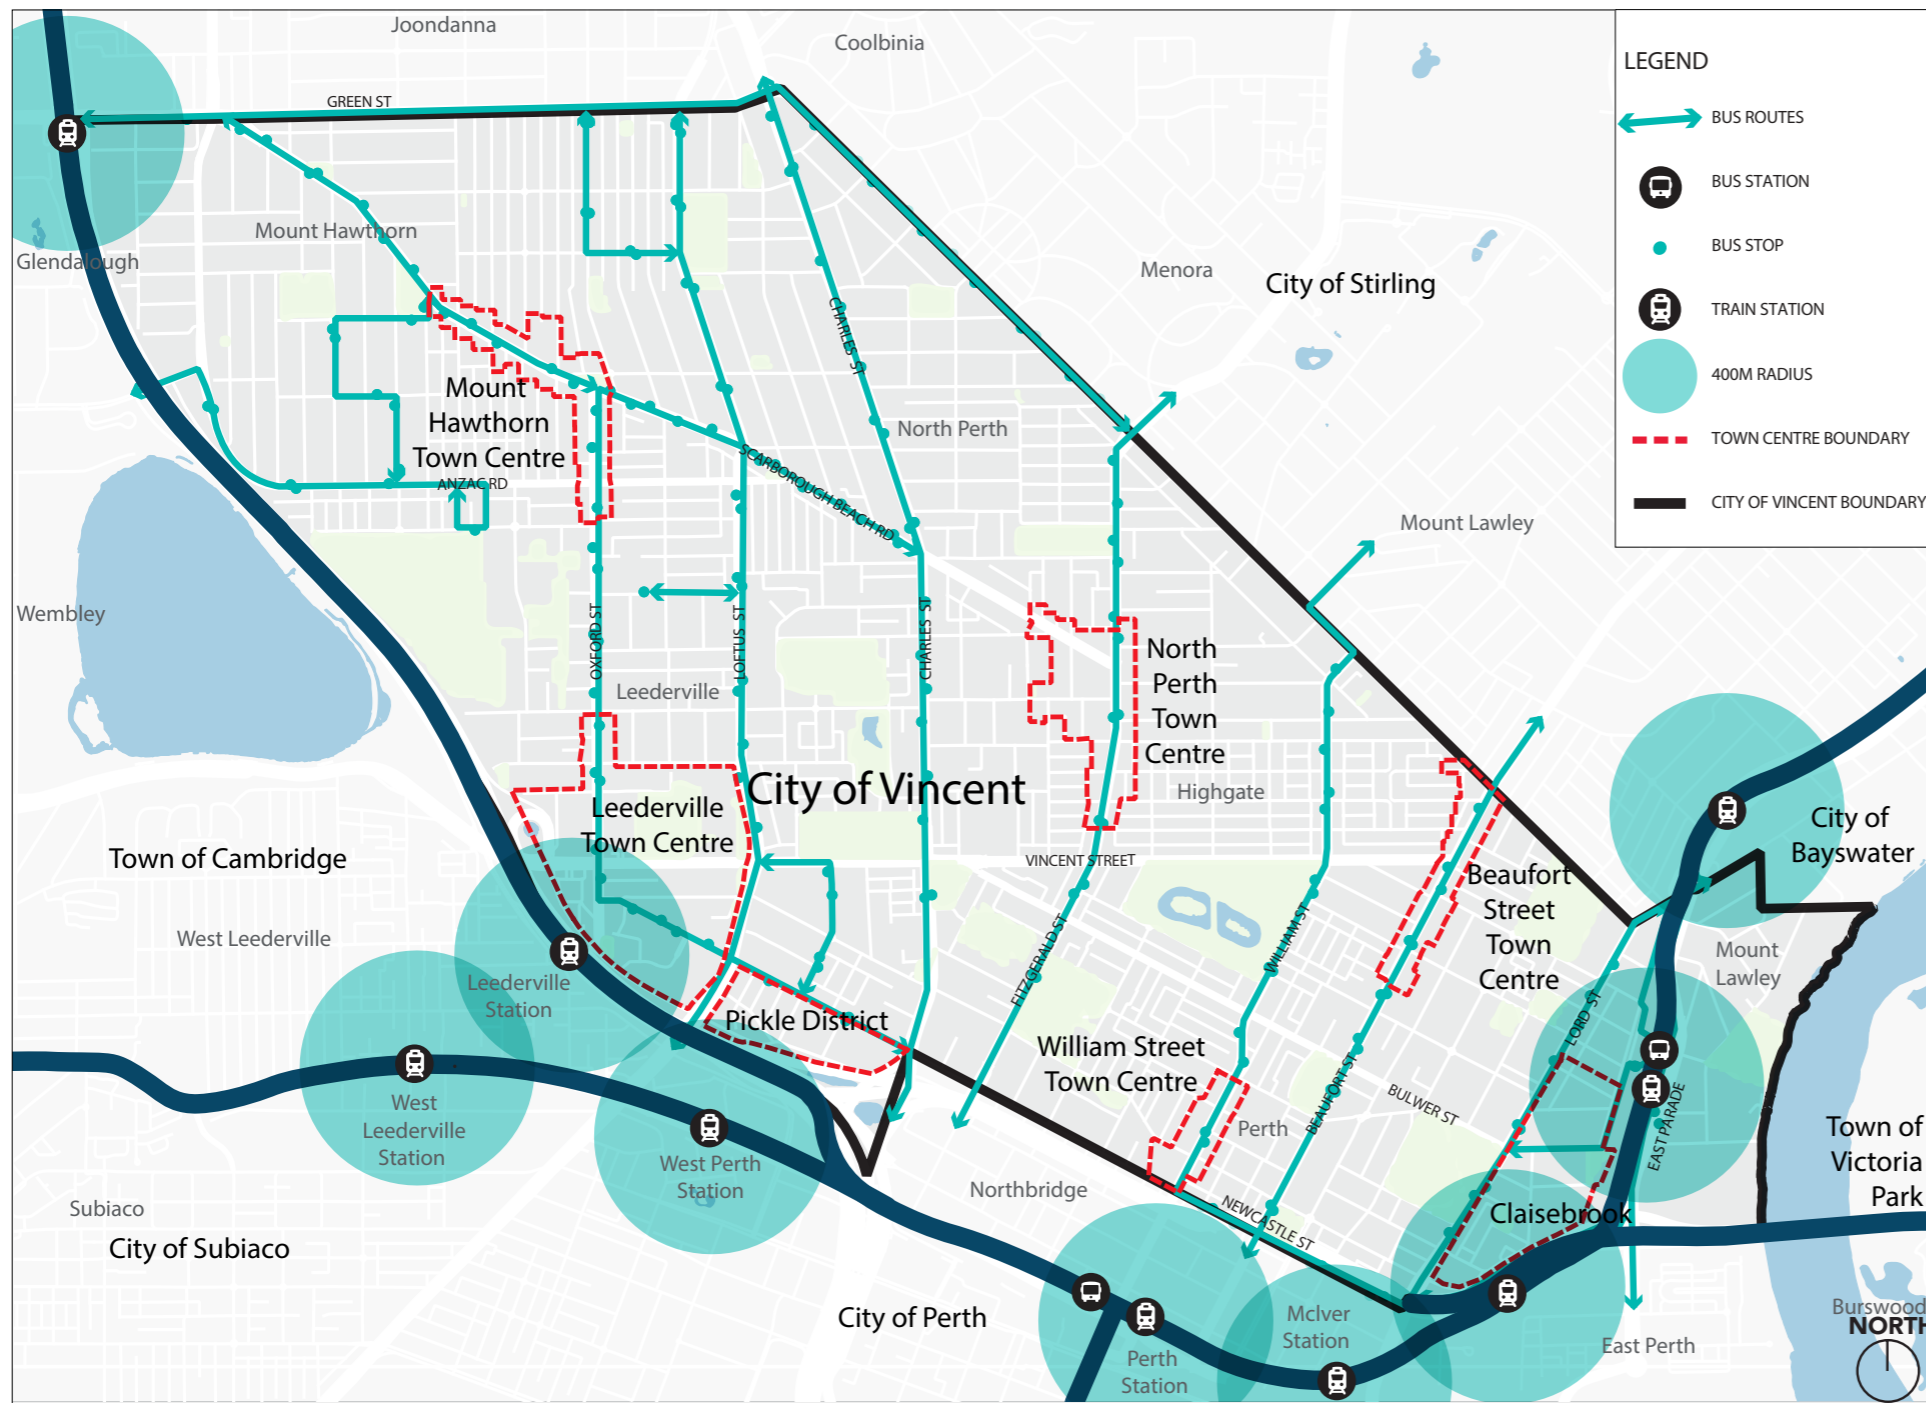 Joondanna
Coolbinia
GREEN ST
LEGEND
BUS ROUTES
BUS STATION
BUS STOP
TRAIN STATION
400M RADIUS
TOWN CENTRE BOUNDARY
CITY OF VINCENT BOUNDARY
Mount Hawthorn
Glendalough
Menora
City of Stirling
CHARLES ST
Mount
Hawthorn
Town Centre
ANZAC RD
North Perth
SCARBOROUGH BEACH RD
Mount Lawley
Wembley
OXFORD ST
LOFTUS ST
CHARLES ST
Leederville
North
Perth
Town
Centre
City of Vincent
Highgate
Leederville
Town Centre
Town of Cambridge
VINCENT STREET
City of
Bayswater
Beaufort
Street
Town
Centre
West Leederville
FITZGERALD ST
WILLIAM ST
Mount
Lawley
Leederville
Station
Pickle District
LORD ST
William Street
Town Centre
BEAUFORT ST
BULWER ST
EAST PARADE
West
Leederville
Station
Perth
Town of
Victoria
Park
West Perth
Station
Northbridge
NEWCASTLE ST
Claisebrook
Subiaco
City of Subiaco
City of Perth
McIver
Station
Perth
Station
East Perth
Burswood
NORTH